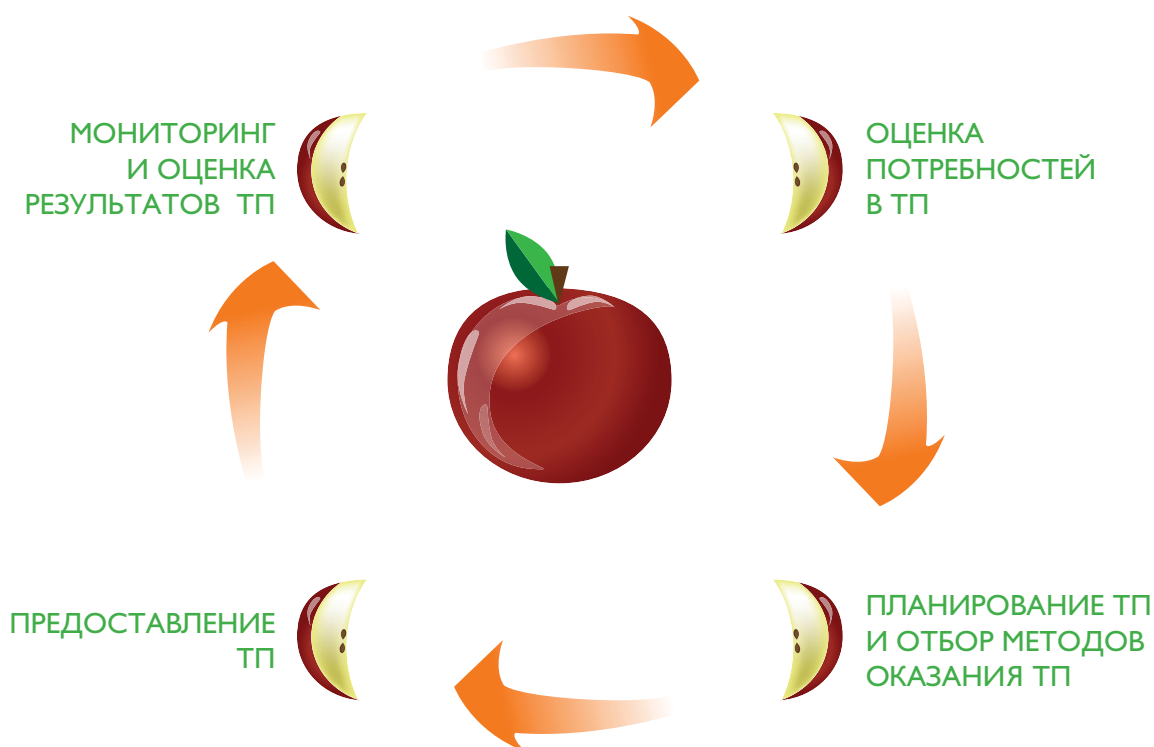 МОНИТОРИНГ
И ОЦЕНКА
РЕЗУЛЬТАТОВ ТП
ОЦЕНКА
ПОТРЕБНОСТЕЙ
В ТП
ПРЕДОСТАВЛЕНИЕ
ТП
ПЛАНИРОВАНИЕ ТП
И ОТБОР МЕТОДОВ
ОКАЗАНИЯ ТП